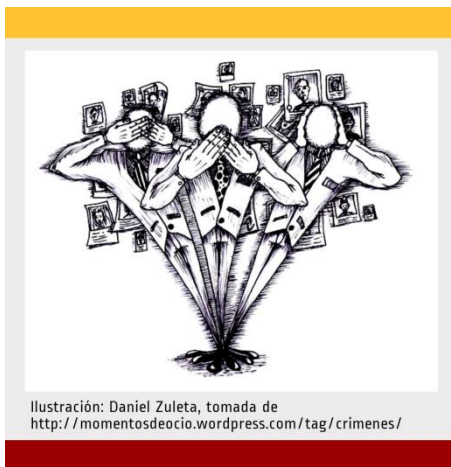 Ilustración: Daniel Zuleta, tomada de
http://momentosdeocio.wordpress.com/tag/crimenes/